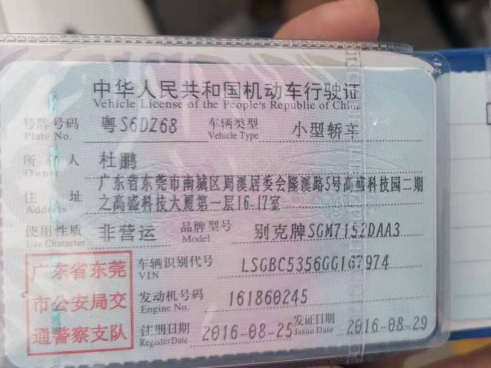 中华人民共和国机动车行驶证
Vehicle License of the People's Republic of China
号牌号码 粤S6DZ68 车辆类型 小型轿车
Plate No. Vehicle Type
所有人 杜鹏
住址 广东省东莞市南城区周溪居委会隆溪路5号高盛科技园二期
之高盛科技大厦第一层16-17室
使用性质 非营运 品牌型号 别克牌SGM7152DAA3
Use Character Model
广东省东莞
市公安局交
通警察支队
车辆识别代号 LSGBC5356GG167974
VIN
发动机号码 161860245
Engine No.
注册日期 2016-08-25 发证日期 2016-08-29
Register Date Issue Date